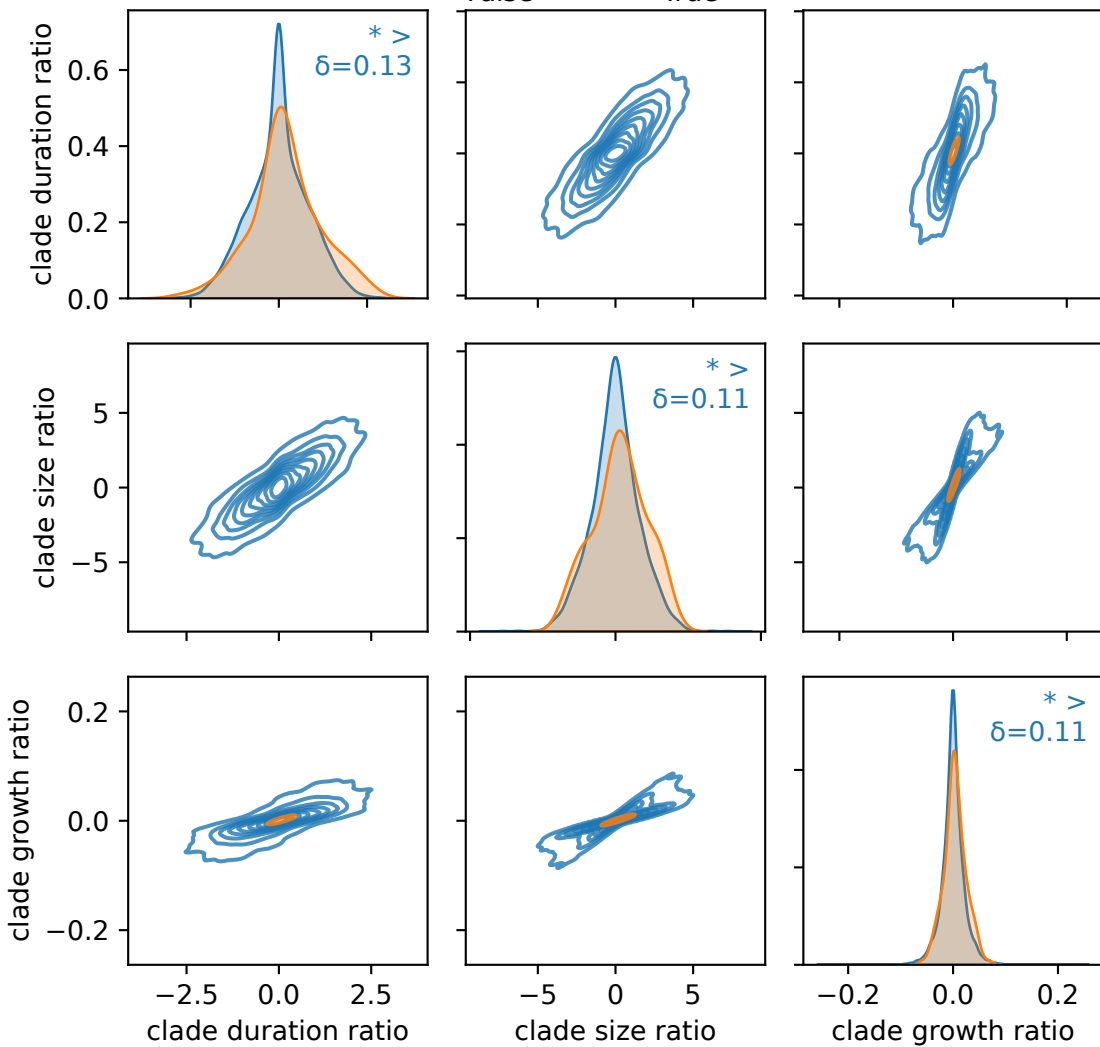 clade duration ratio
0.6
0.4
0.2
0.0
* >
δ=0.13
clade size ratio
5
0
−5
* >
δ=0.11
clade growth ratio
0.2
0.0
−0.2
* >
δ=0.11
−2.5 0.0 2.5
−5 0 5
−0.2 0.0 0.2
clade duration ratio
clade size ratio
clade growth ratio